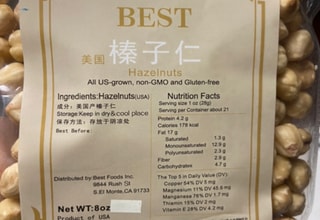 BEST
美国 榛子仁
Hazelnuts
All US-grown, non-GMO and Gluten-free
Ingredients:Hazelnuts(USA)
成分: 美国产榛子仁
Storage:Keep in dry&cool place
保存方法: 存放于阴凉处
Best Before:
Distributed by Best Foods Inc.
9844 Rush St
S.El Monte,CA 91733
Net Wt:8oz
Product of USA
Nutrition Facts
Serving size 1 oz (28g)
Serving per Container about 21
Protein 4.2 g
Calories 178 kcal
Fat 17 g
Saturated 1.3 g
Monounsaturated 12.9 g
Polyunsaturated 2.3 g
Fiber 2.8 g
Carbohydrates 4.7 g
The Top 5 in Daily Value (DV)
Copper 54% DV 5 mg
Magnesium 11% DV 45.6 mg
Manganese 76% DV 1.7 mg
Thiamin 15% DV 2 mg
Vitamin E 28% DV 4.2 mg